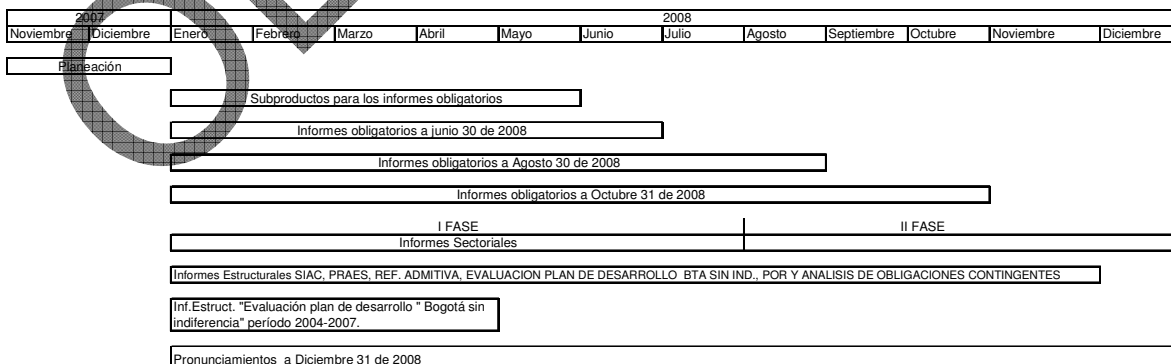 2007 2008
Noviembre Diciembre Enero Febrero Marzo Abril Mayo Junio Julio Agosto Septiembre Octubre Noviembre Diciembre
Planeación
Subproductos para los informes obligatorios
Informes obligatorios a junio 30 de 2008
Informes obligatorios a Agosto 30 de 2008
Informes obligatorios a Octubre 31 de 2008
I FASE II FASE
Informes Sectoriales
Informes Estructurales SIAC, PRAES, REF. ADMITIVA, EVALUACION PLAN DE DESARROLLO BTA SIN IND., POR Y ANALISIS DE OBLIGACIONES CONTINGENTES
Inf.Estruct. "Evaluación plan de desarrollo " Bogotá sin
indiferencia" período 2004-2007.
Pronunciamientos a Diciembre 31 de 2008